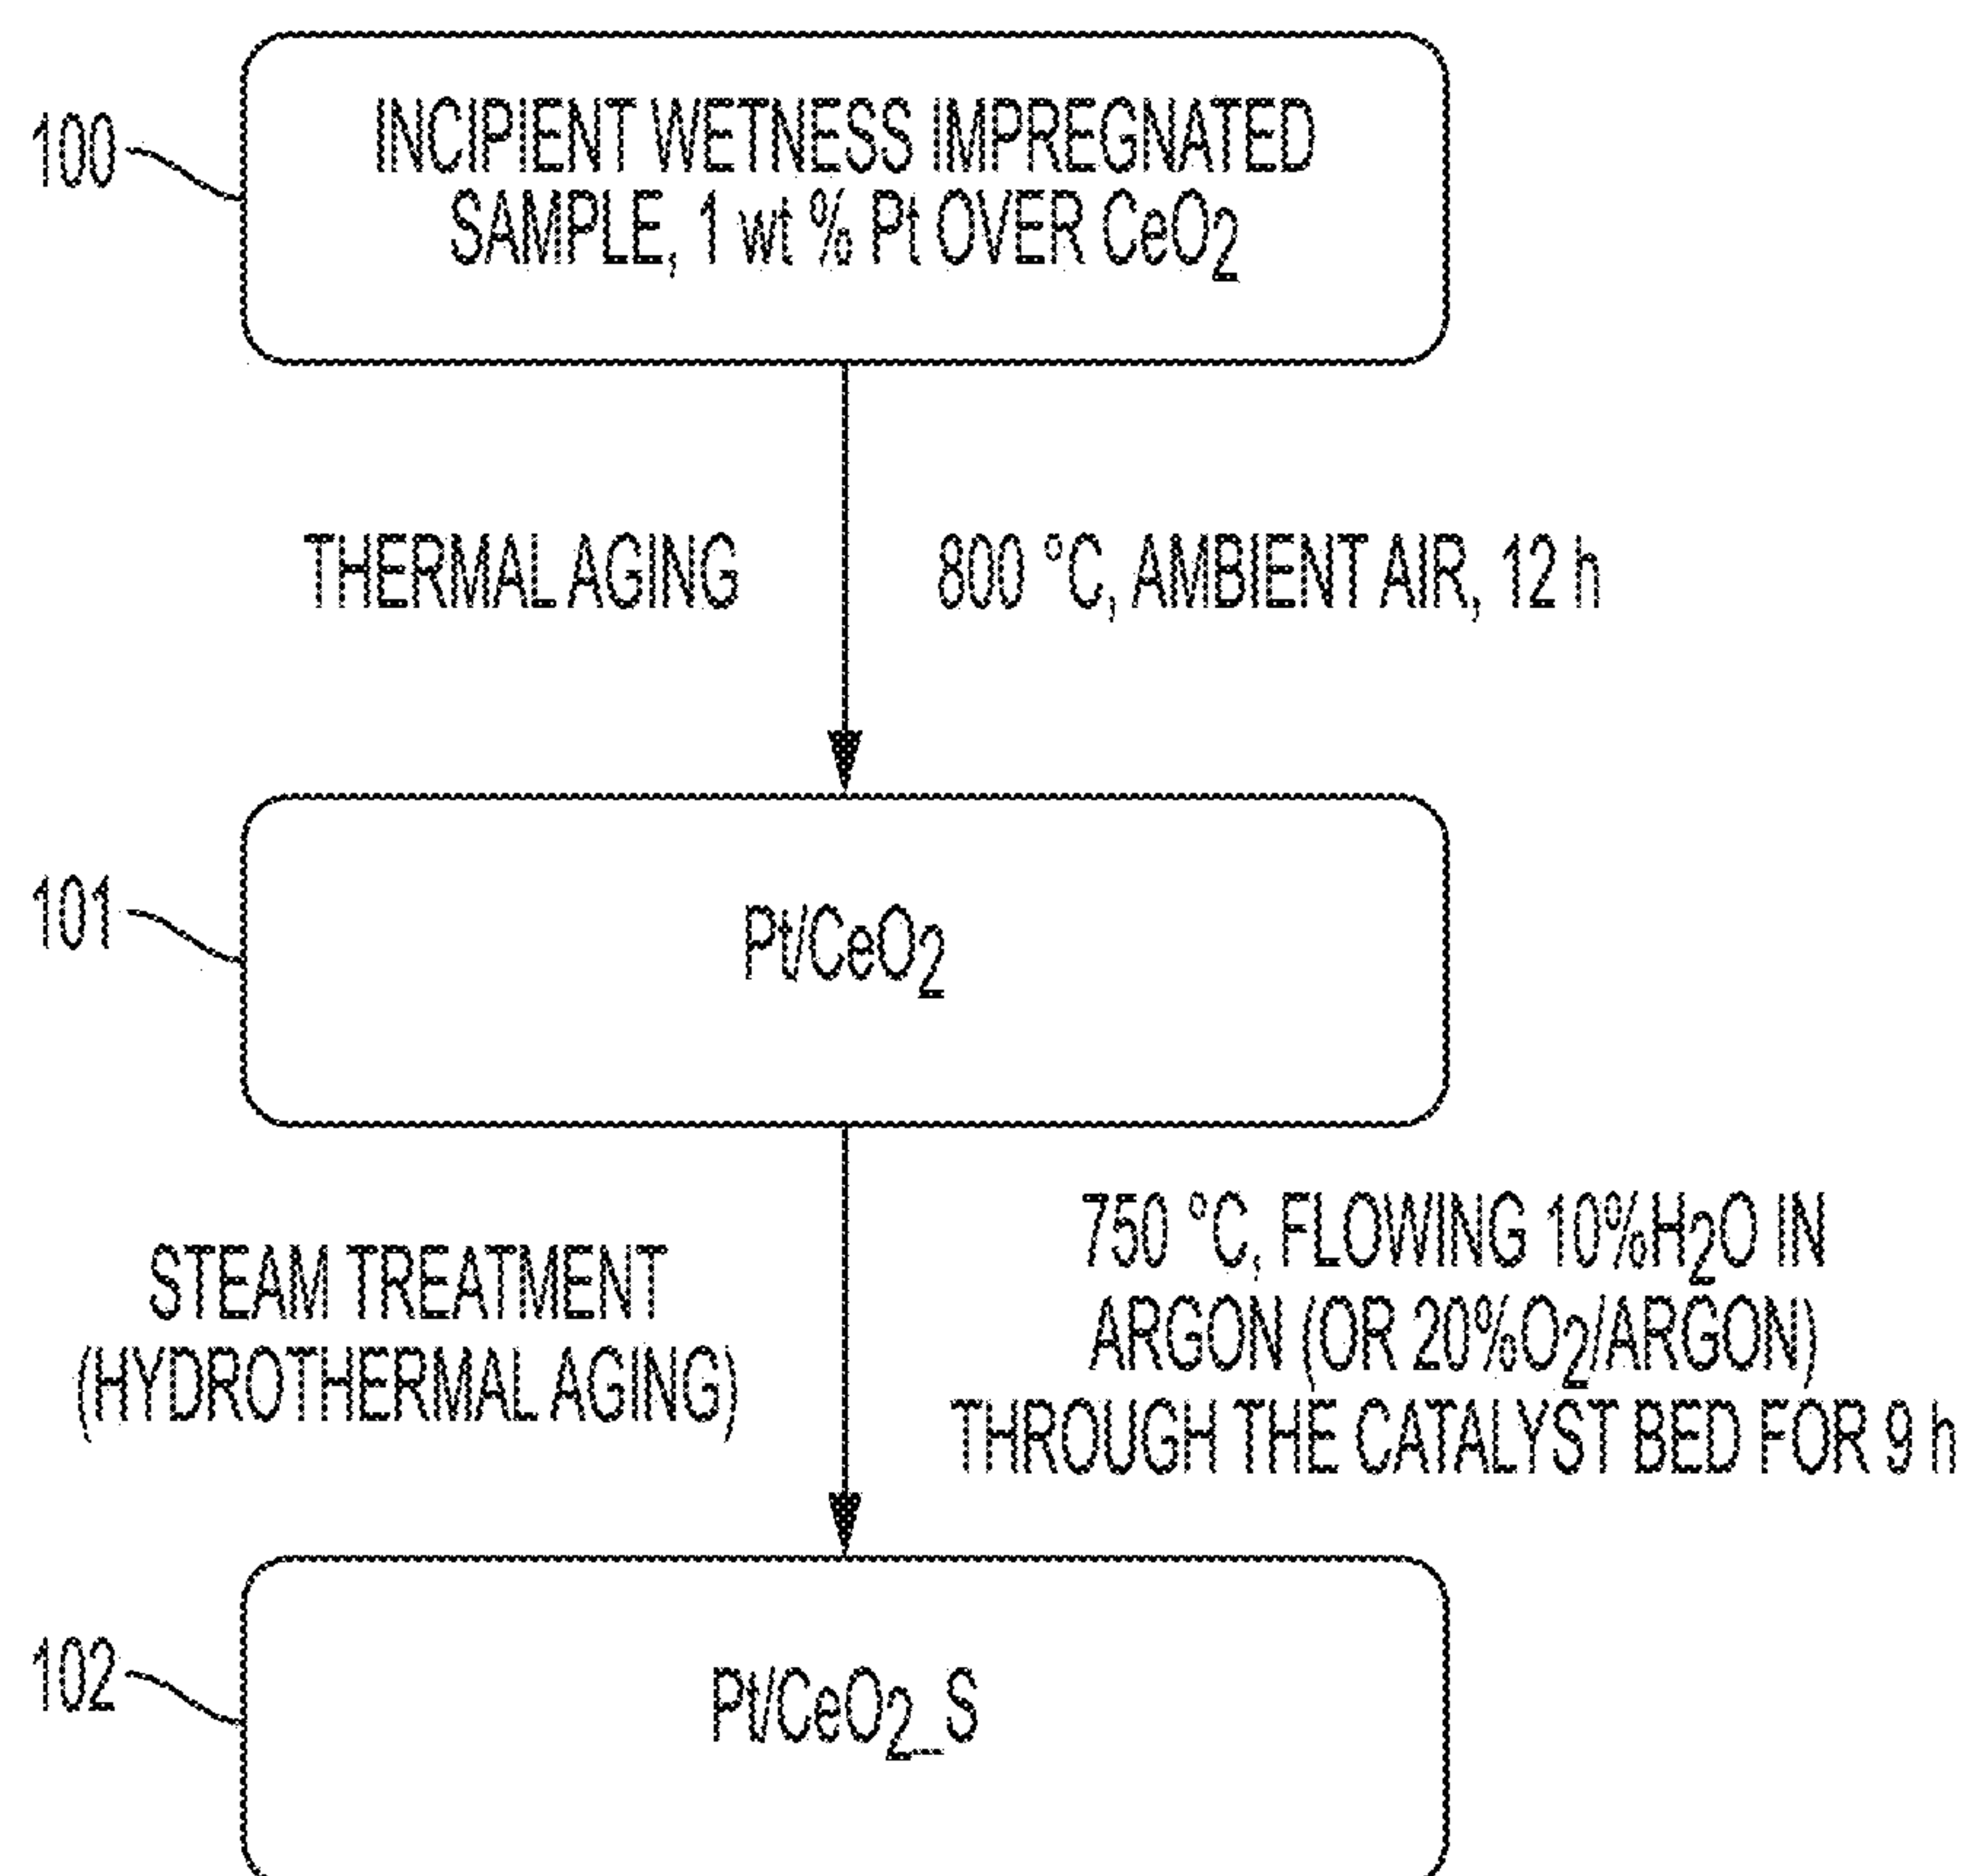 100
INCIPIENT WETNESS IMPREGNATED
SAMPLE, 1 wt % Pt OVER CeO2
THERMAL AGING
800 °C, AMBIENT AIR, 12 h
101
Pt/CeO2
STEAM TREATMENT
(HYDROTHERMAL AGING)
750 °C, FLOWING 10%H2O IN
ARGON (OR 20%O2/ARGON)
THROUGH THE CATALYST BED FOR 9 h
102
Pt/CeO2_S